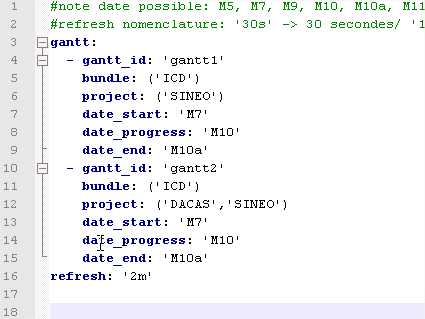 1 #note date possible: M5, M7, M9, M10, M10a, M11
2 #refresh nomenclature: '30s' -> 30 secondes/ '1
3 gantt:
4 - gantt_id: 'gantt1'
5 bundle: ('ICD')
6 project: ('SINEO')
7 date_start: 'M7'
8 date_progress: 'M10'
9 date_end: 'M10a'
10 - gantt_id: 'gantt2'
11 bundle: ('ICD')
12 project: ('DACAS','SINEO')
13 date_start: 'M7'
14 date_progress: 'M10'
15 date_end: 'M10a'
16 refresh: '2m'
17
18